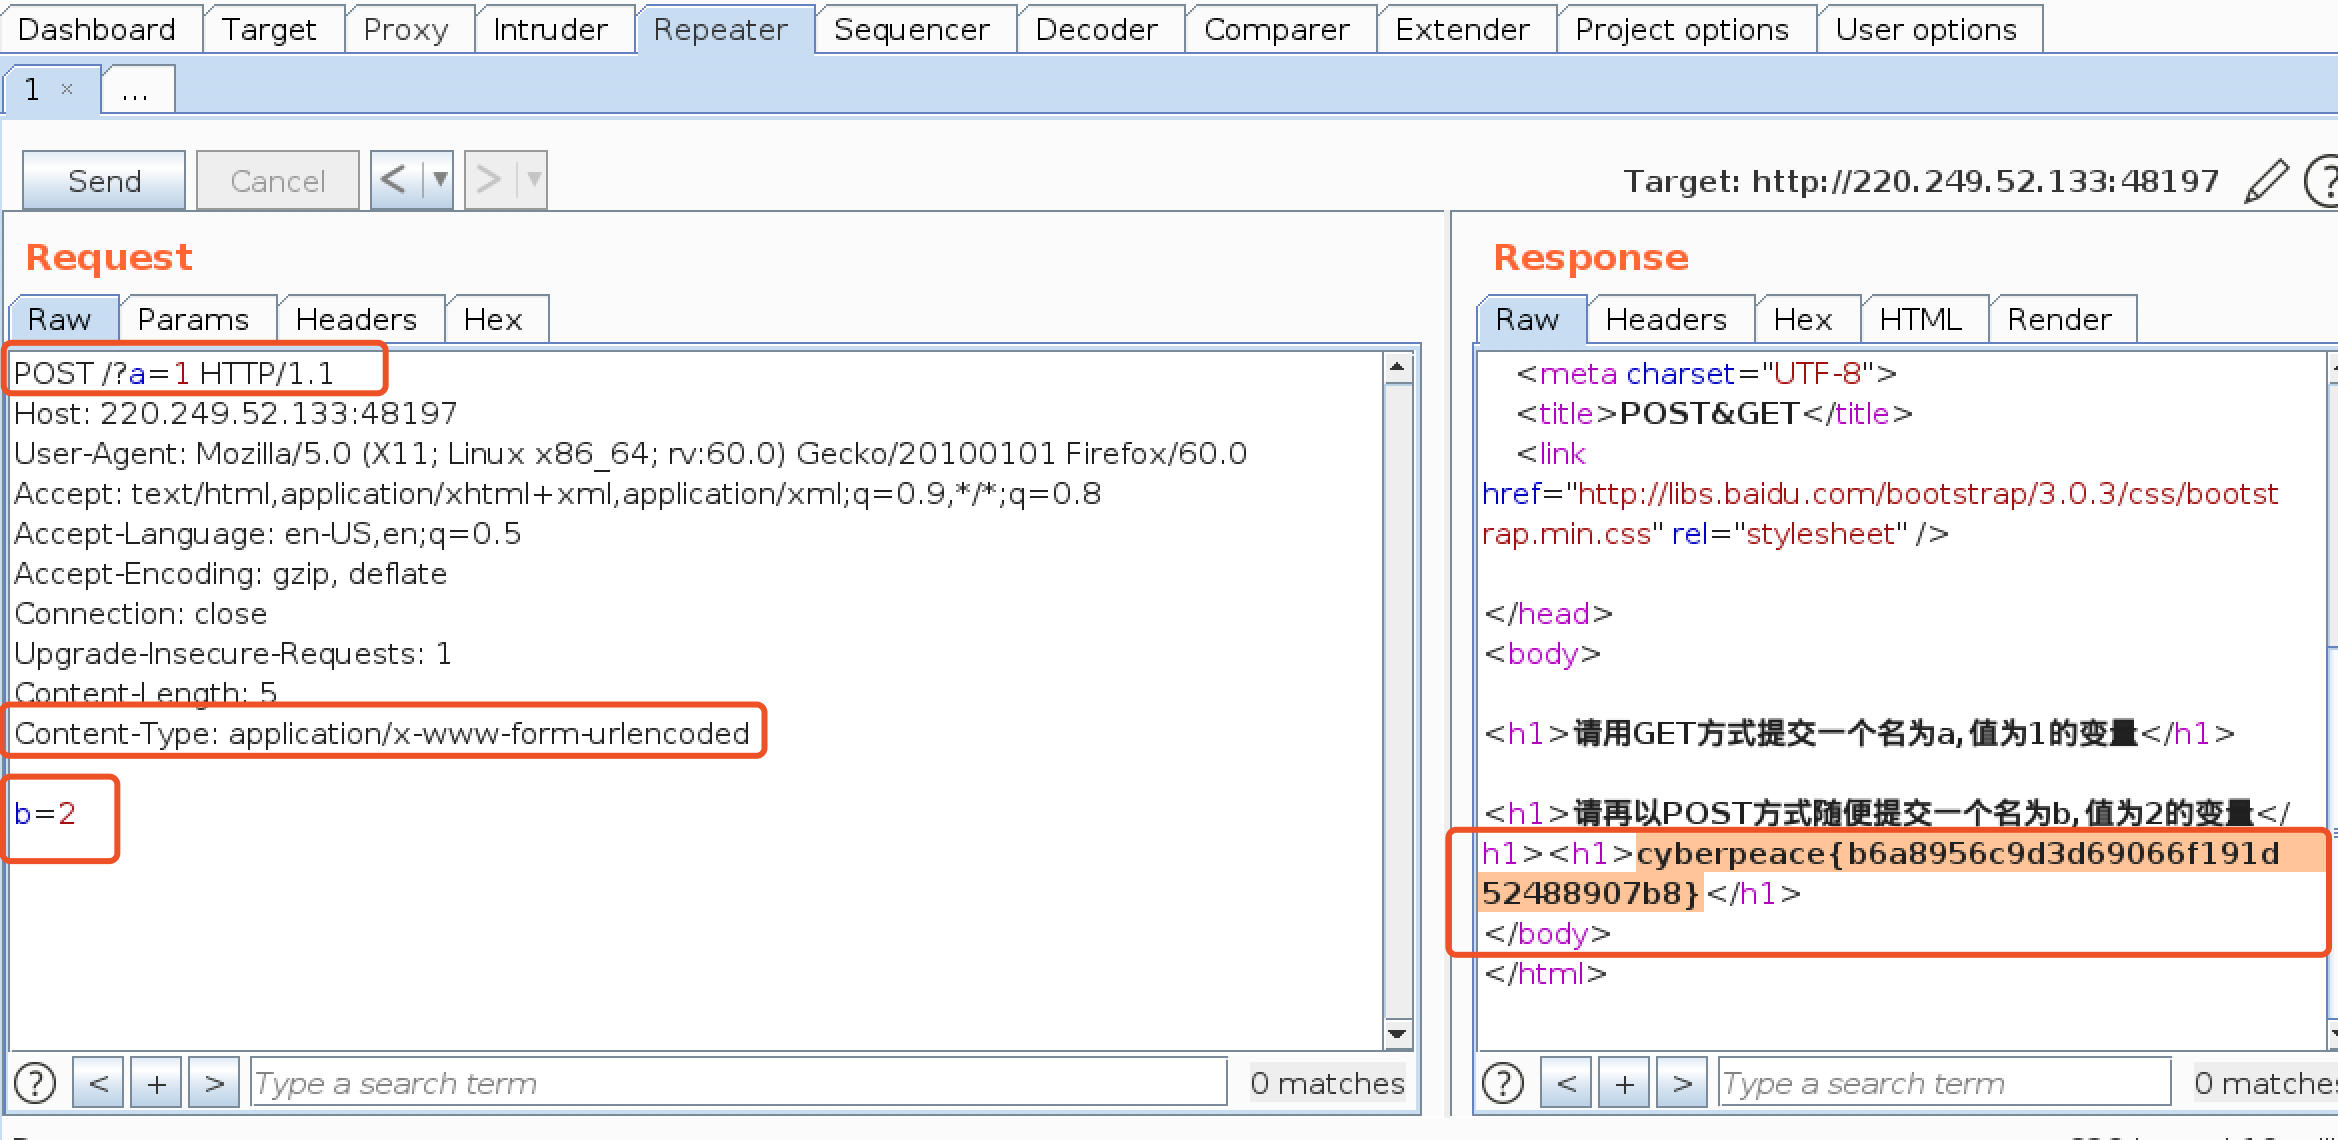 Dashboard Target Proxy Intruder Repeater Sequencer Decoder Comparer Extender Project options User options
1 × ...
Send Cancel < ▼ > ▼ Target: http://220.249.52.133:48197 ?
Request
Raw Params Headers Hex
POST /?a=1 HTTP/1.1
Host: 220.249.52.133:48197
User-Agent: Mozilla/5.0 (X11; Linux x86_64; rv:60.0) Gecko/20100101 Firefox/60.0
Accept: text/html,application/xhtml+xml,application/xml;q=0.9,*/*;q=0.8
Accept-Language: en-US,en;q=0.5
Accept-Encoding: gzip, deflate
Connection: close
Upgrade-Insecure-Requests: 1
Content-Length: 5
Content-Type: application/x-www-form-urlencoded
b=2
? < + > Type a search term 0 matches
Response
Raw Headers Hex HTML Render
<meta charset="UTF-8">
<title>POST&GET</title>
<link
href="http://libs.baidu.com/bootstrap/3.0.3/css/bootst
rap.min.css" rel="stylesheet" />
</head>
<body>
<h1>请用GET方式提交一个名为a,值为1的变量</h1>
<h1>请再以POST方式随便提交一个名为b,值为2的变量</
h1><h1>cyberpeace{b6a8956c9d3d69066f191d
52488907b8}</h1>
</body>
</html>
? < + > Type a search term 0 matches